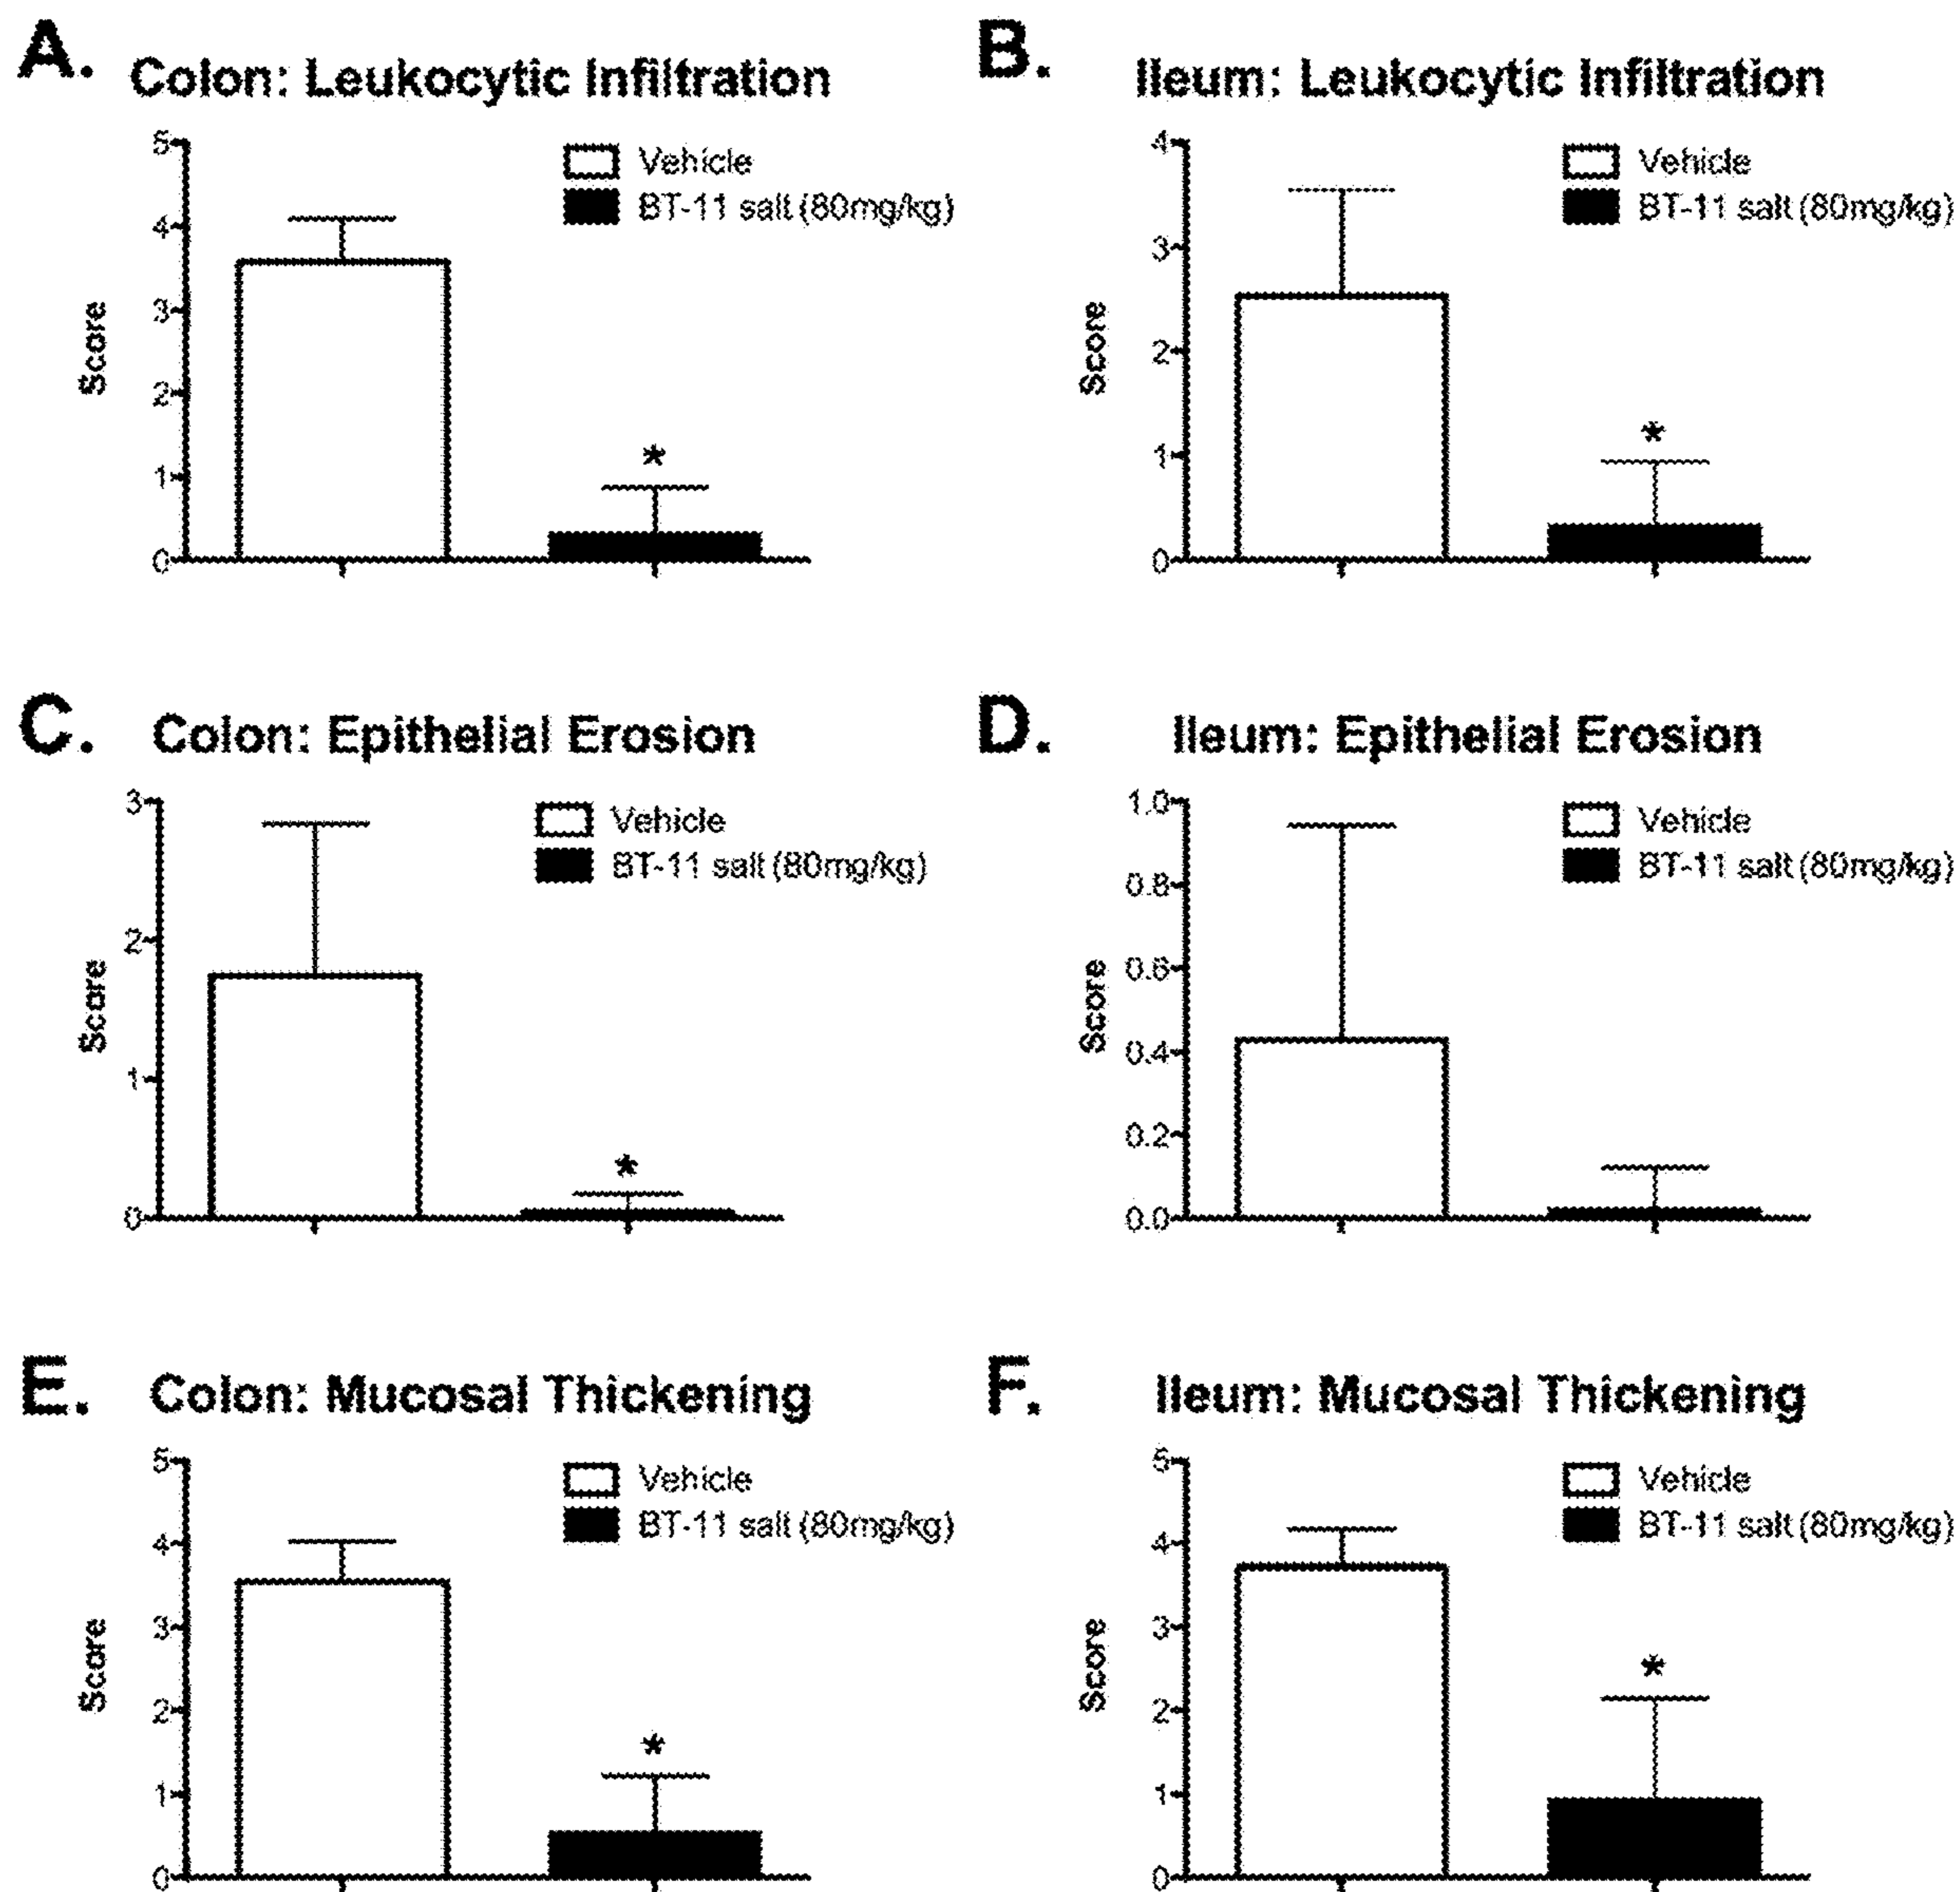 A. Colon: Leukocytic Infiltration
5
4
3
2
1
0
Score
Vehicle
BT-11 salt (80mg/kg)
*
B. Ileum: Leukocytic Infiltration
4
3
2
1
0
Score
Vehicle
BT-11 salt (80mg/kg)
*
C. Colon: Epithelial Erosion
3
2
1
0
Score
Vehicle
BT-11 salt (80mg/kg)
*
D. Ileum: Epithelial Erosion
1.0
0.8
0.6
0.4
0.2
0.0
Score
Vehicle
BT-11 salt (80mg/kg)
E. Colon: Mucosal Thickening
5
4
3
2
1
0
Score
Vehicle
BT-11 salt (80mg/kg)
*
F. Ileum: Mucosal Thickening
5
4
3
2
1
0
Score
Vehicle
BT-11 salt (80mg/kg)
*